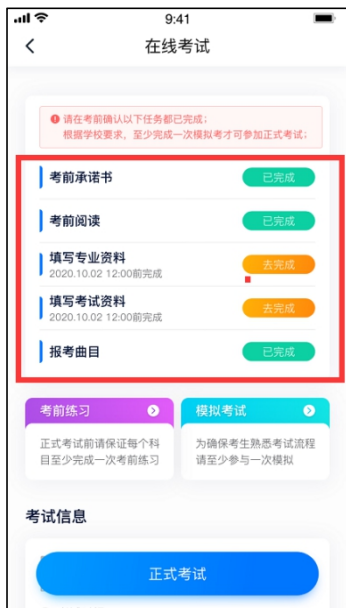 9:41
在线考试
请在考前确认以下任务都已完成；
根据学校要求，至少完成一次模拟考才可参加正式考试；
考前承诺书 已完成
考前阅读 已完成
填写专业资料 去完成
2020.10.02 12:00前完成
填写考试资料 去完成
2020.10.02 12:00前完成
报考曲目 已完成
考前练习 模拟考试
正式考试前请保证每个科 为确保考生熟悉考试流程
目至少完成一次考前练习 请至少参与一次模拟
考试信息
正式考试